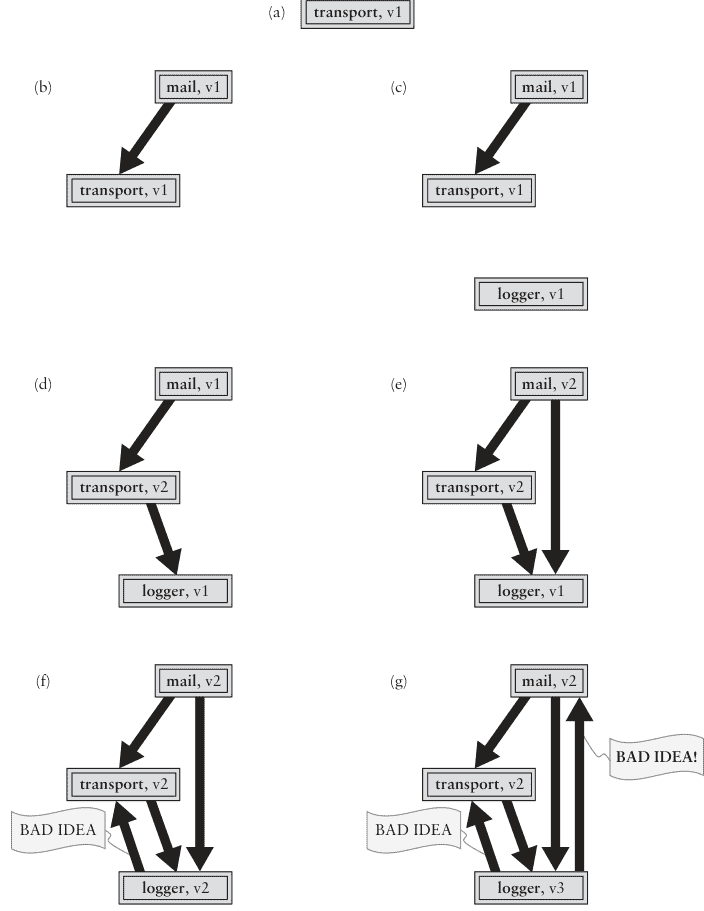 (a) transport, v1
(b) mail, v1
(c) mail, v1
transport, v1
transport, v1
logger, v1
(d) mail, v1
(e) mail, v2
transport, v2
transport, v2
logger, v1
logger, v1
(f) mail, v2
(g) mail, v2
BAD IDEA!
transport, v2
transport, v2
BAD IDEA
BAD IDEA
logger, v2
logger, v3